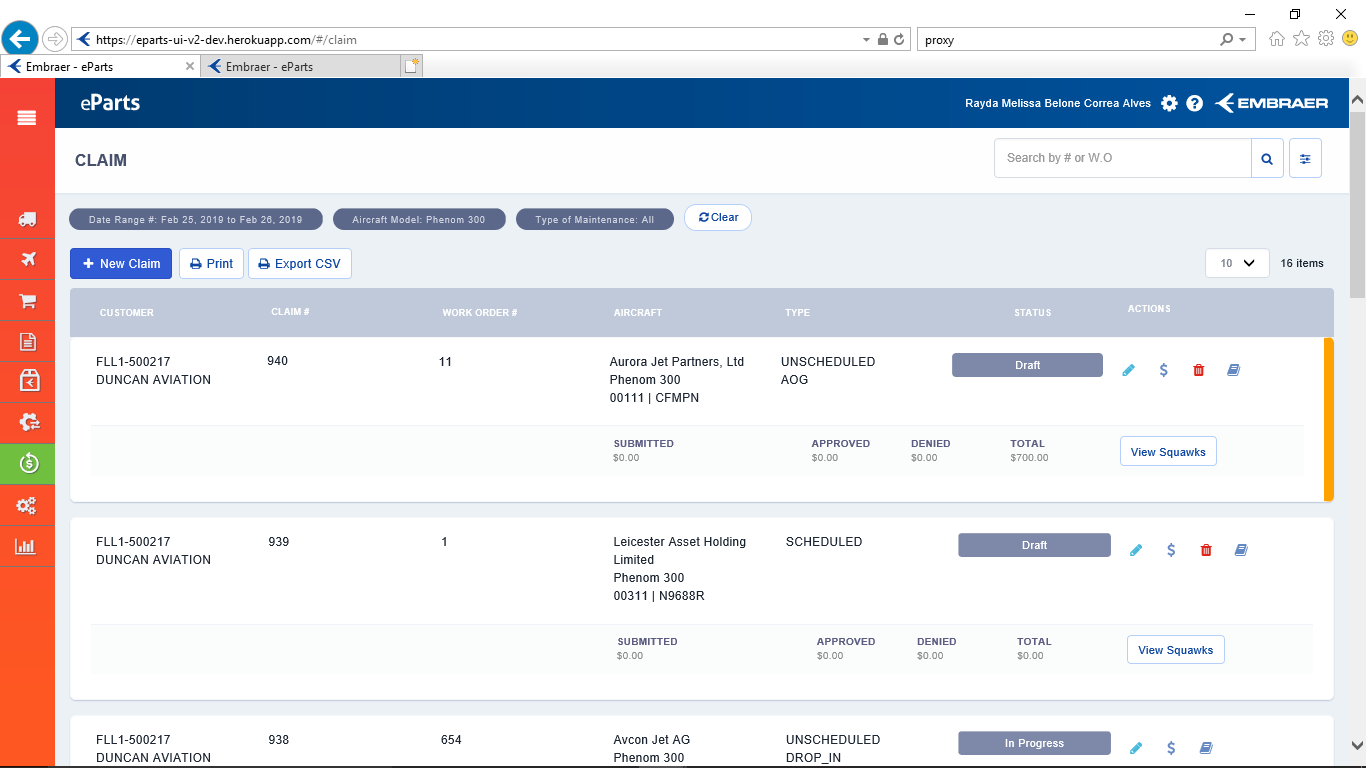 https://eparts-ui-v2-dev.herokuapp.com/#/claim
proxy
Embraer - eParts
Embraer - eParts
eParts
Rayda Melissa Belone Correa Alves
EMBRAER
CLAIM
Search by # or W.O
Date Range #: Feb 25, 2019 to Feb 26, 2019
Aircraft Model: Phenom 300
Type of Maintenance: All
Clear
New Claim
Print
Export CSV
10
16 items
CUSTOMER
CLAIM #
WORK ORDER #
AIRCRAFT
TYPE
STATUS
ACTIONS
FLL1-500217
DUNCAN AVIATION
940
11
Aurora Jet Partners, Ltd
Phenom 300
00111 | CFMPN
UNSCHEDULED
AOG
Draft
SUBMITTED
$0.00
APPROVED
$0.00
DENIED
$0.00
TOTAL
$700.00
View Squawks
FLL1-500217
DUNCAN AVIATION
939
1
Leicester Asset Holding
Limited
Phenom 300
00311 | N9688R
SCHEDULED
Draft
SUBMITTED
$0.00
APPROVED
$0.00
DENIED
$0.00
TOTAL
$0.00
View Squawks
FLL1-500217
DUNCAN AVIATION
938
654
Avcon Jet AG
Phenom 300
UNSCHEDULED
DROP_IN
In Progress